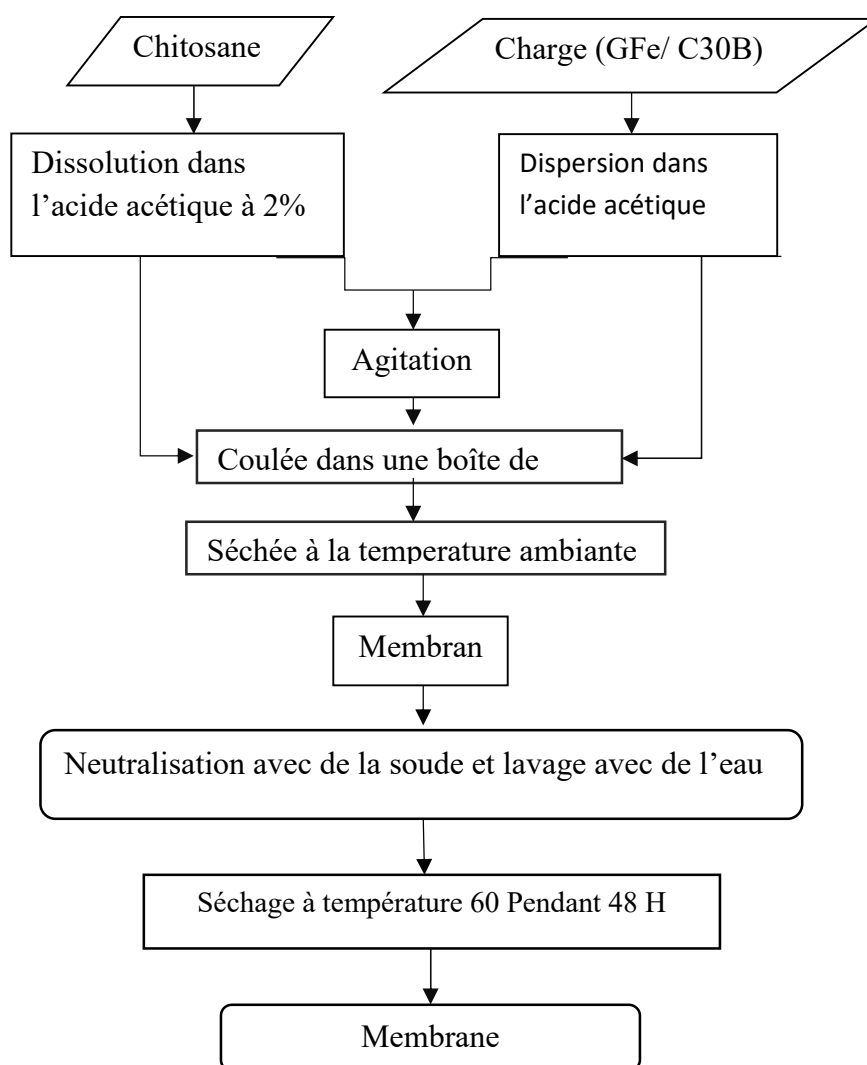 Chitosane
Charge (GFe/ C30B)
Dissolution dans
l’acide acétique à 2%
Dispersion dans
l’acide acétique
Agitation
Coulée dans une boîte de
Séchée à la temperature ambiante
Membran
Neutralisation avec de la soude et lavage avec de l’eau
Séchage à température 60 Pendant 48 H
Membrane